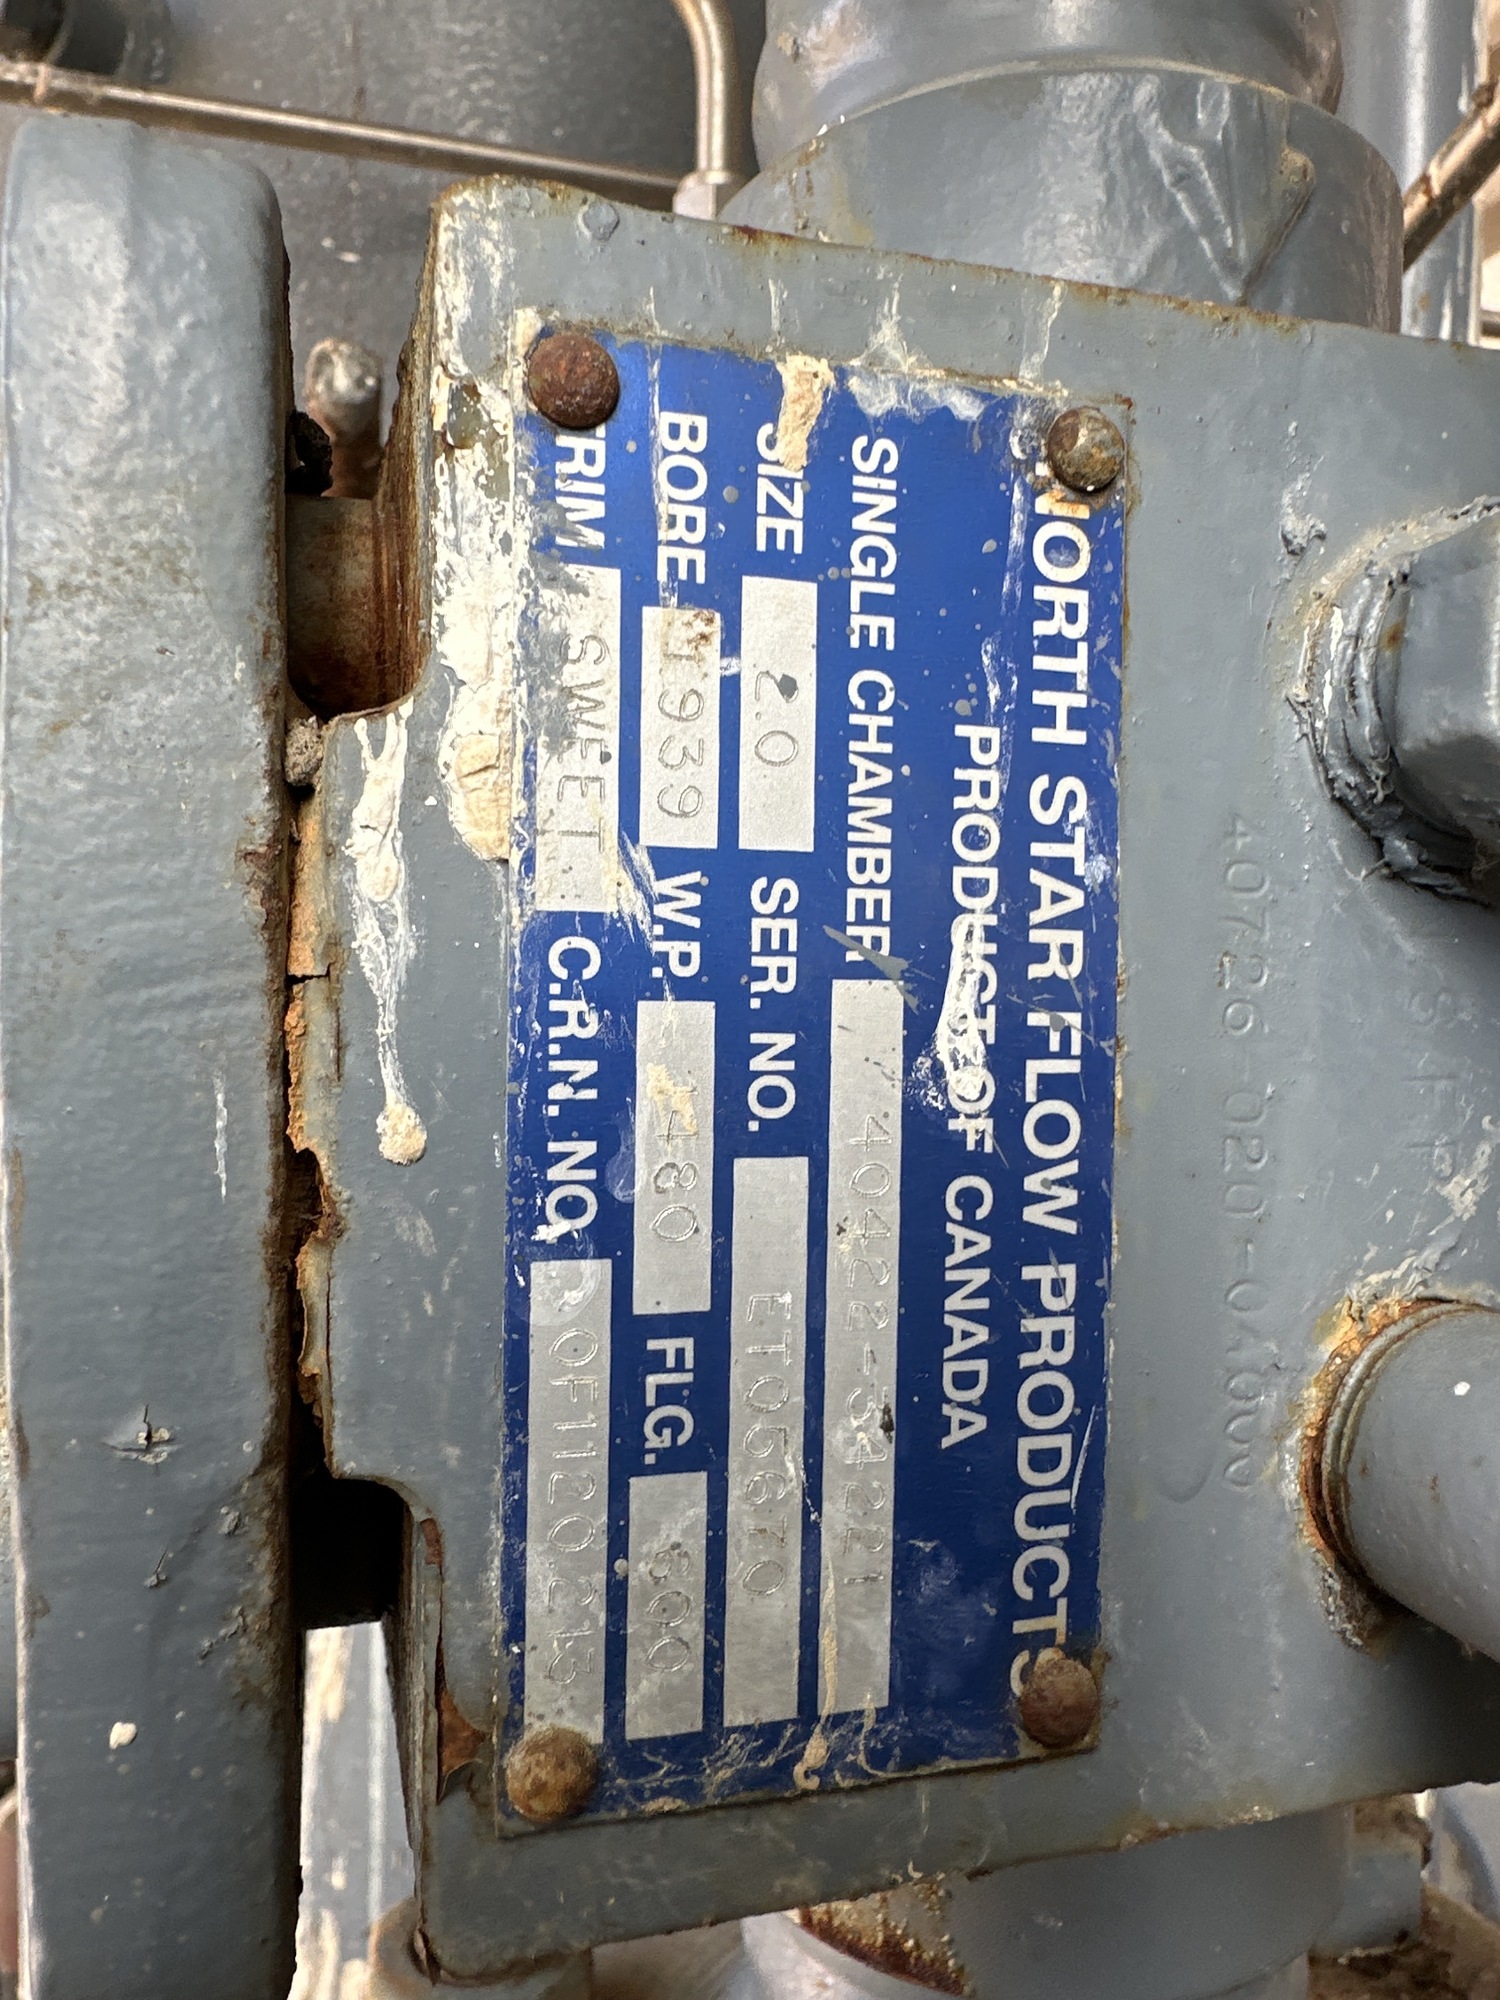 NORTH STAR FLOW PRODUCTS
PRODUCT OF CANADA
SINGLE CHAMBER 40422-3A221
SIZE 2.0 SER. NO. ET05670
BORE 1.939 W.P. 1480 FLG. 600
TRIM SWEET C.R.N. NO. 0F1120.213